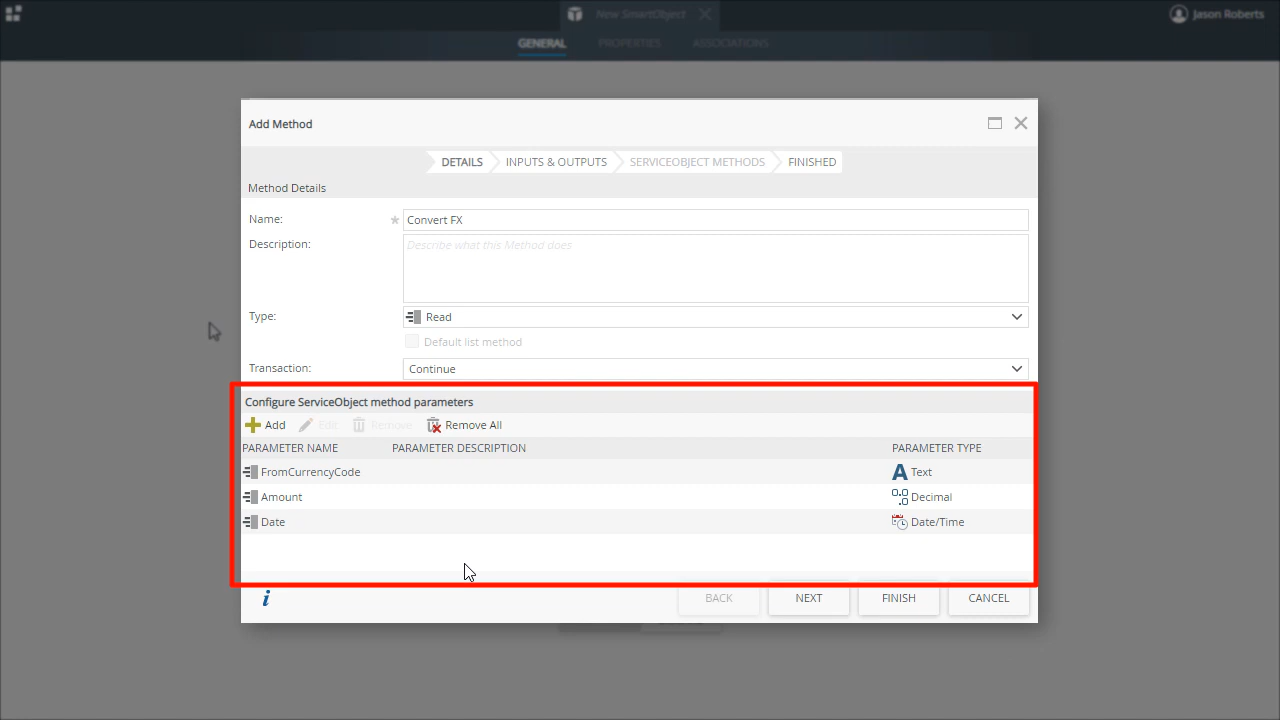 New SmartObject
Jason Roberts
GENERAL PROPERTIES ASSOCIATIONS
Add Method
DETAILS INPUTS & OUTPUTS SERVICEOBJECT METHODS FINISHED
Method Details
Name: * Convert FX
Description: Describe what this Method does
Type: Read
Default list method
Transaction: Continue
Configure ServiceObject method parameters
Add Edit Remove Remove All
PARAMETER NAME PARAMETER DESCRIPTION PARAMETER TYPE
FromCurrencyCode A Text
Amount Decimal
Date Date/Time
i BACK NEXT FINISH CANCEL